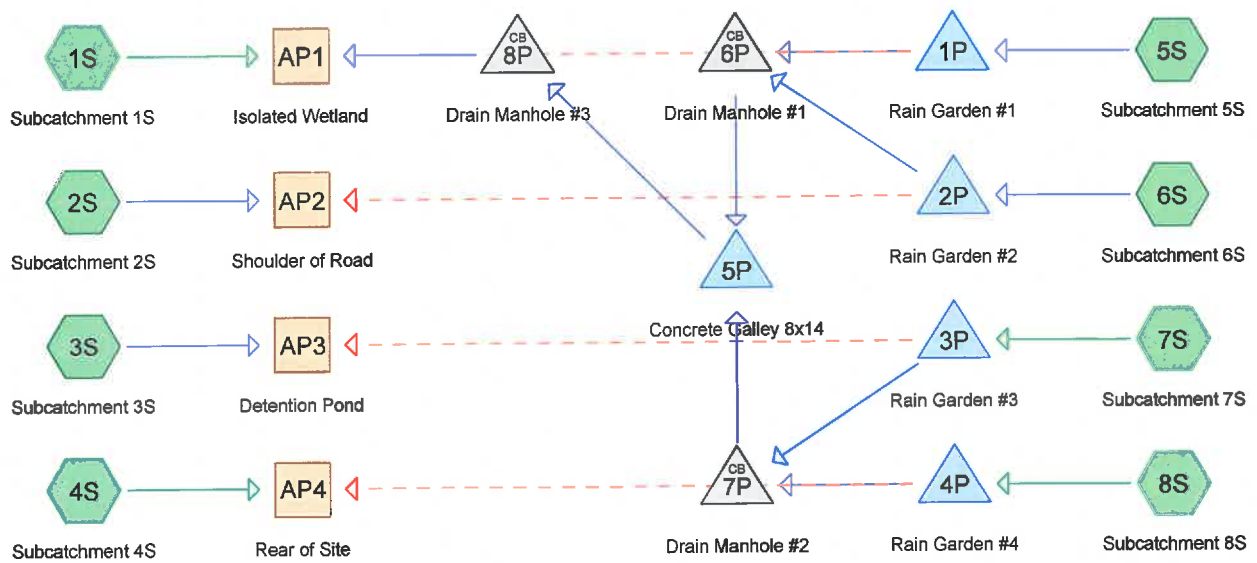 1S
AP1
CB
8P
CB
6P
1P
5S
Subcatchment 1S
Isolated Wetland
Drain Manhole #3
Drain Manhole #1
Rain Garden #1
Subcatchment 5S
2S
AP2
2P
6S
Subcatchment 2S
Shoulder of Road
Rain Garden #2
Subcatchment 6S
5P
Concrete Galley 8x14
3S
AP3
3P
7S
Subcatchment 3S
Detention Pond
Rain Garden #3
Subcatchment 7S
4S
AP4
CB
7P
4P
8S
Subcatchment 4S
Rear of Site
Drain Manhole #2
Rain Garden #4
Subcatchment 8S